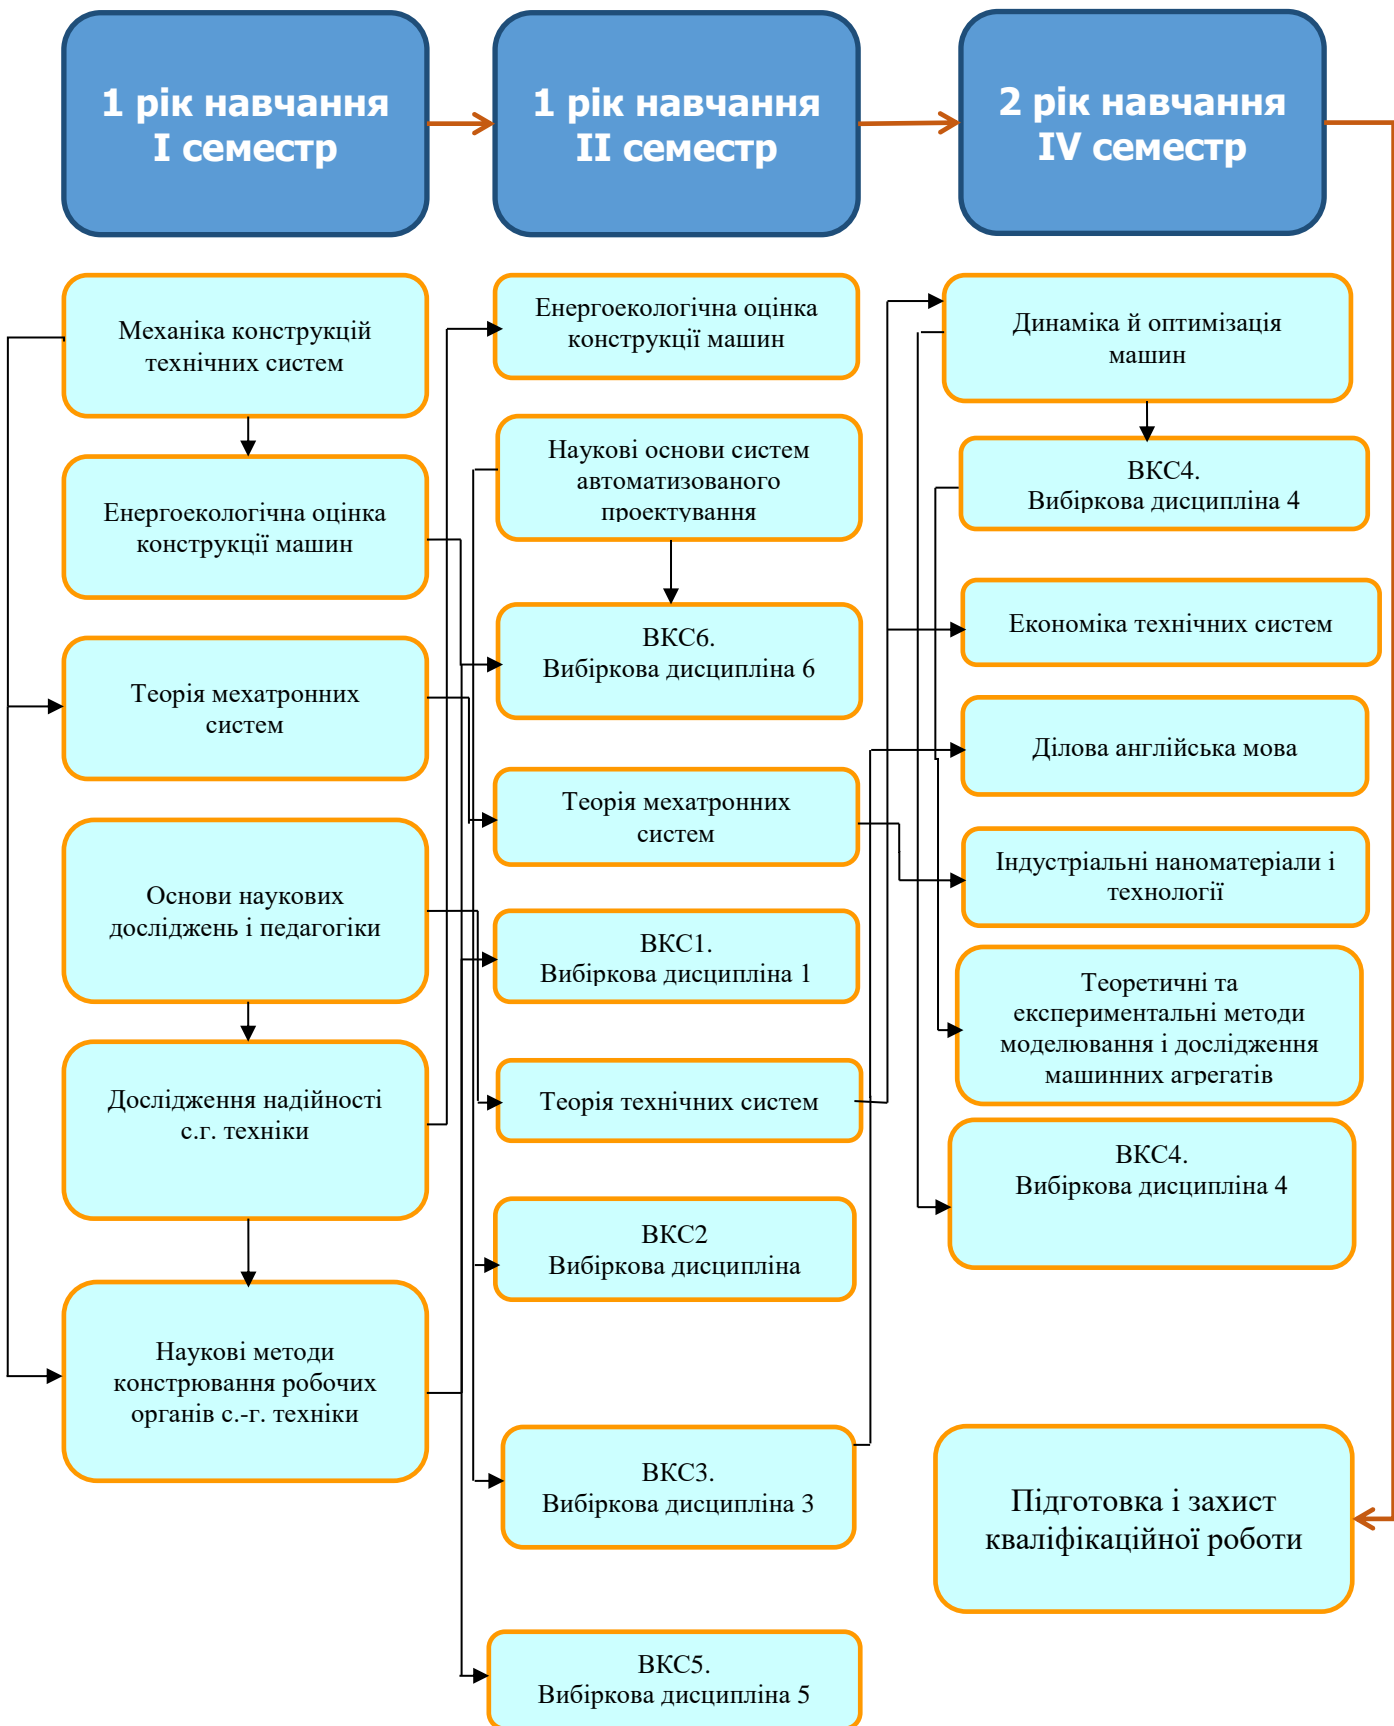 1 рік навчання
I семестр
1 рік навчання
II семестр
2 рік навчання
IV семестр
Механіка конструкцій
технічних систем
Енергоекологічна оцінка
конструкції машин
Теорія мехатронних
систем
Основи наукових
досліджень і педагогіки
Дослідження надійності
с.г. техніки
Наукові методи
констрювання робочих
органів с.-г. техніки
Енергоекологічна оцінка
конструкції машин
Наукові основи систем
автоматизованого
проектування
ВКС6.
Вибіркова дисципліна 6
Теорія мехатронних
систем
ВКС1.
Вибіркова дисципліна 1
Теорія технічних систем
ВКС2
Вибіркова дисципліна
ВКС3.
Вибіркова дисципліна 3
ВКС5.
Вибіркова дисципліна 5
Динаміка й оптимізація
машин
ВКС4.
Вибіркова дисципліна 4
Економіка технічних систем
Ділова англійська мова
Індустріальні наноматеріали і
технології
Теоретичні та
експериментальні методи
моделювання і дослідження
машинних агрегатів
ВКС4.
Вибіркова дисципліна 4
Підготовка і захист
кваліфікаційної роботи